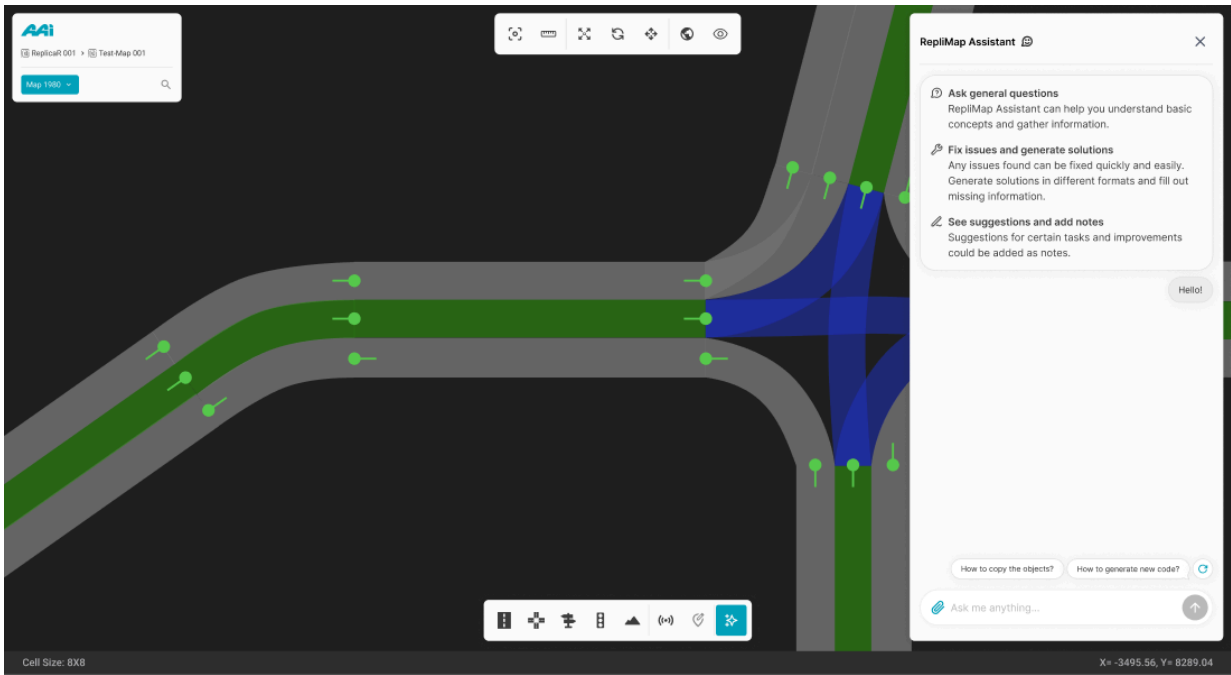 AAi
ReplicaR 001 > Test-Map 001
Map 1980
RepliMap Assistant
Ask general questions
RepliMap Assistant can help you understand basic
concepts and gather information.
Fix issues and generate solutions
Any issues found can be fixed quickly and easily.
Generate solutions in different formats and fill out
missing information.
See suggestions and add notes
Suggestions for certain tasks and improvements
could be added as notes.
Hello!
How to copy the objects?
How to generate new code?
Ask me anything...
Cell Size: 8X8
X= -3495.56, Y= 8289.04